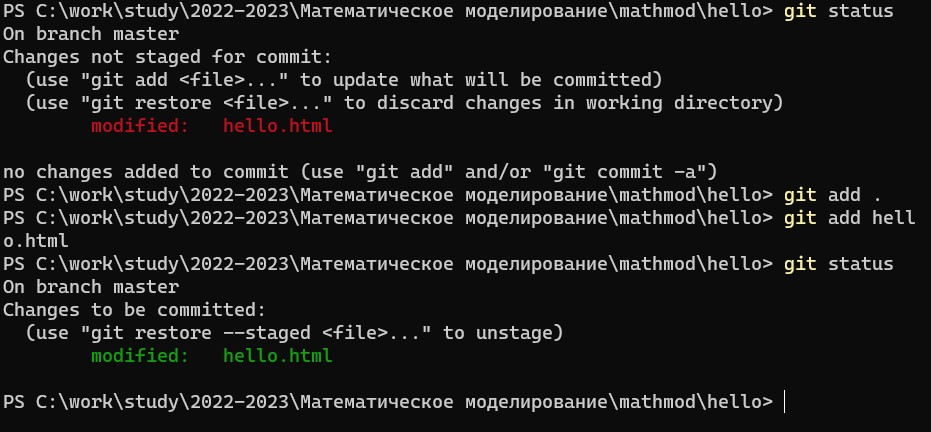 PS C:\work\study\2022-2023\Математическое моделирование\mathmod\hello> git status
On branch master
Changes not staged for commit:
  (use "git add <file>..." to update what will be committed)
  (use "git restore <file>..." to discard changes in working directory)
        modified:   hello.html

no changes added to commit (use "git add" and/or "git commit -a")
PS C:\work\study\2022-2023\Математическое моделирование\mathmod\hello> git add .
PS C:\work\study\2022-2023\Математическое моделирование\mathmod\hello> git add hell
o.html
PS C:\work\study\2022-2023\Математическое моделирование\mathmod\hello> git status
On branch master
Changes to be committed:
  (use "git restore --staged <file>..." to unstage)
        modified:   hello.html

PS C:\work\study\2022-2023\Математическое моделирование\mathmod\hello>